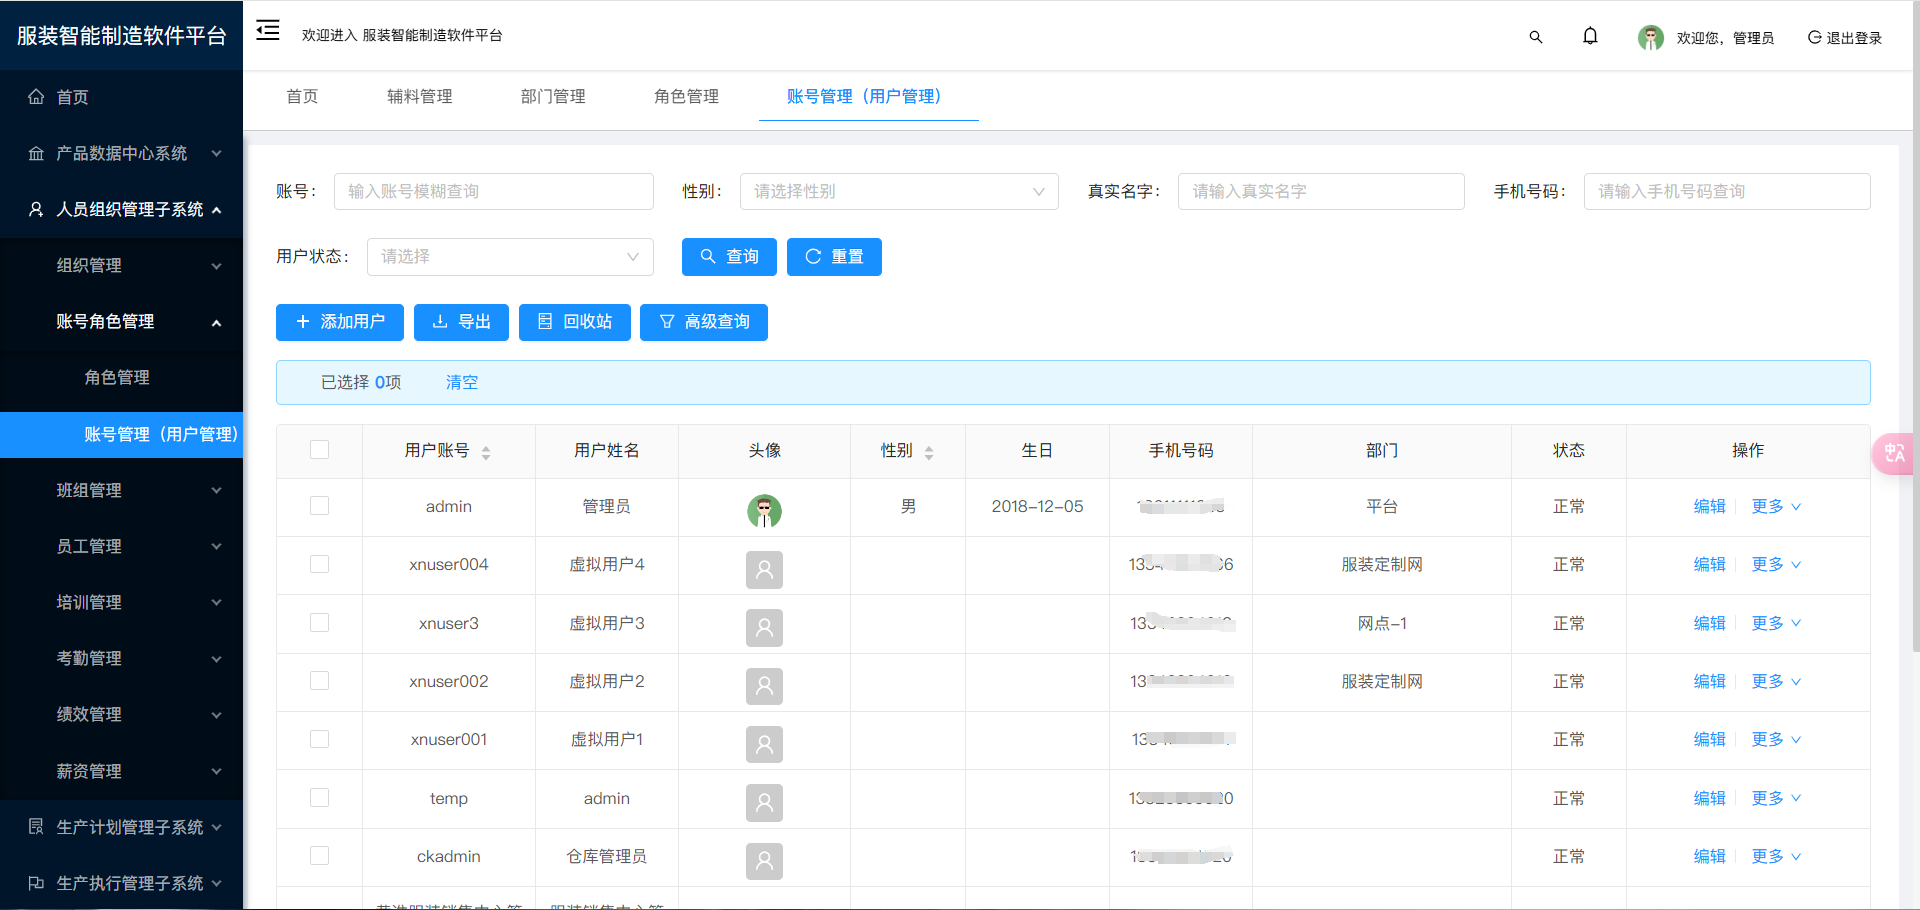 服装智能制造软件平台
欢迎进入 服装智能制造软件平台
欢迎您，管理员
退出登录
首页
产品数据中心系统
人员组织管理子系统
组织管理
账号角色管理
角色管理
账号管理（用户管理）
班组管理
员工管理
培训管理
考勤管理
绩效管理
薪资管理
生产计划管理子系统
生产执行管理子系统
首页 辅料管理 部门管理 角色管理 账号管理（用户管理）
账号： 输入账号模糊查询 性别： 请选择性别 真实名字： 请输入真实名字 手机号码： 请输入手机号码查询
用户状态： 请选择 查询 重置
添加用户 导出 回收站 高级查询
已选择 0项 清空
用户账号 用户姓名 头像 性别 生日 手机号码 部门 状态 操作
admin 管理员 男 2018-12-05 平台 正常 编辑 更多
xnuser004 虚拟用户4 服装定制网 正常 编辑 更多
xnuser3 虚拟用户3 网点-1 正常 编辑 更多
xnuser002 虚拟用户2 服装定制网 正常 编辑 更多
xnuser001 虚拟用户1 正常 编辑 更多
temp admin 正常 编辑 更多
ckadmin 仓库管理员 正常 编辑 更多